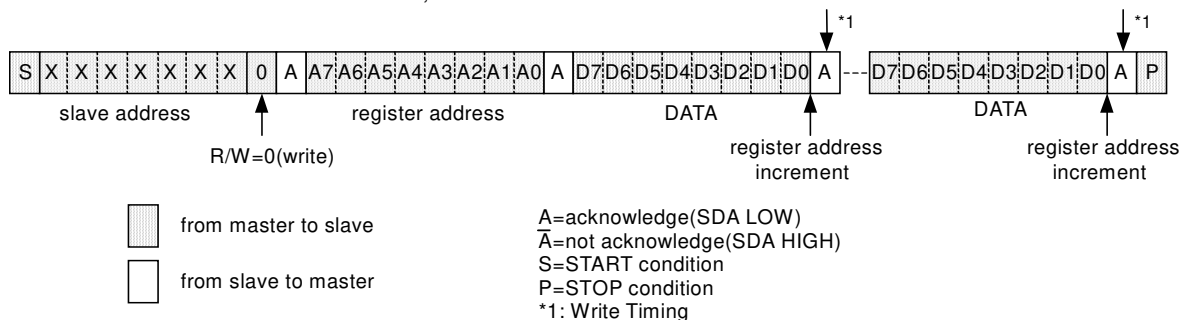 *1 *1
S X X X X X X X 0 A A7 A6 A5 A4 A3 A2 A1 A0 A D7 D6 D5 D4 D3 D2 D1 D0 A ---- D7 D6 D5 D4 D3 D2 D1 D0 A P
slave address register address DATA DATA
R/W=0(write)
register address increment
register address increment
from master to slave
from slave to master
A=acknowledge(SDA LOW)
A̅=not acknowledge(SDA HIGH)
S=START condition
P=STOP condition
*1: Write Timing